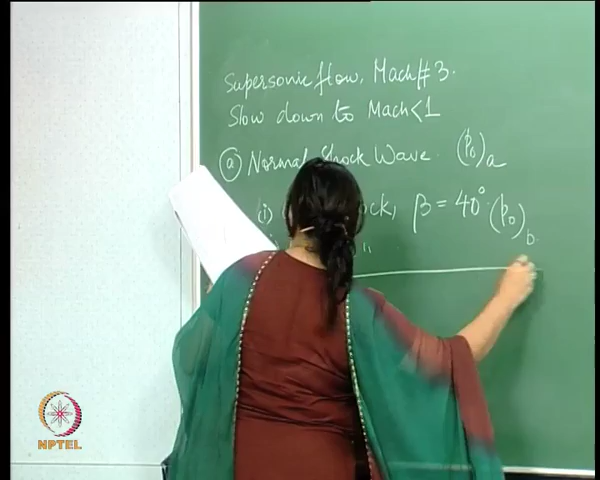 Supersonic flow, Mach # 3.
Slow down to Mach<1
(a) Normal Shock Wave. (p₀)a
(i) ock, β = 40° (p₀)b
"
NPTEL